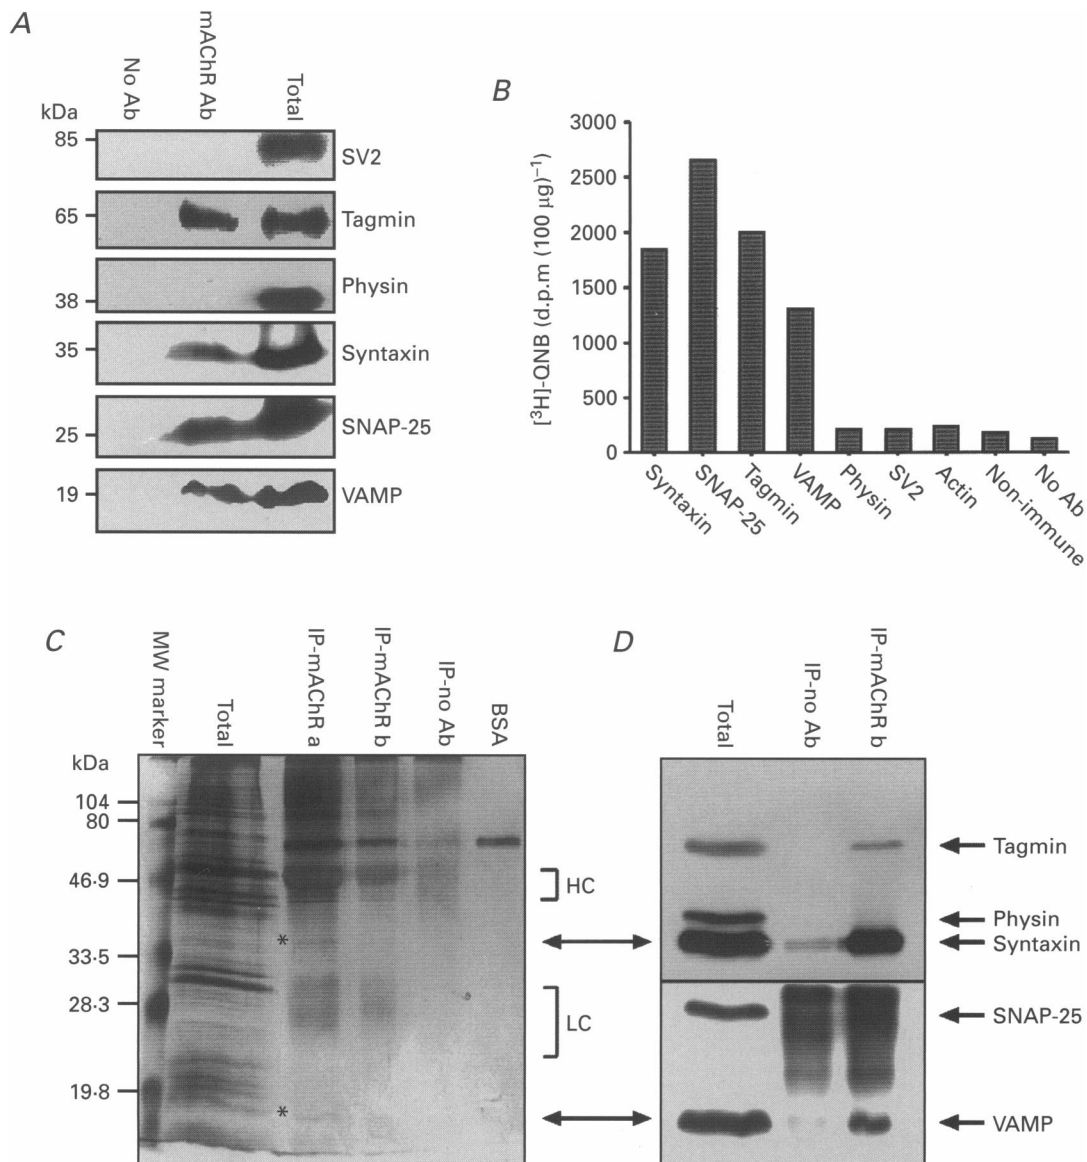 A
No Ab
mAChR Ab
Total
kDa
85
SV2
65
Tagmin
38
Physin
35
Syntaxin
25
SNAP-25
19
VAMP
B
[³H]-QNB (d.p.m (100 µg)⁻¹)
3000
2500
2000
1500
1000
500
0
Syntaxin
SNAP-25
Tagmin
VAMP
Physin
SV2
Actin
Non-immune
No Ab
C
MW marker
Total
IP-mAChR a
IP-mAChR b
IP-no Ab
BSA
kDa
104
80
46·9
33·5
28·3
19·8
*
*
HC
LC
D
Total
IP-no Ab
IP-mAChR b
Tagmin
Physin
Syntaxin
SNAP-25
VAMP